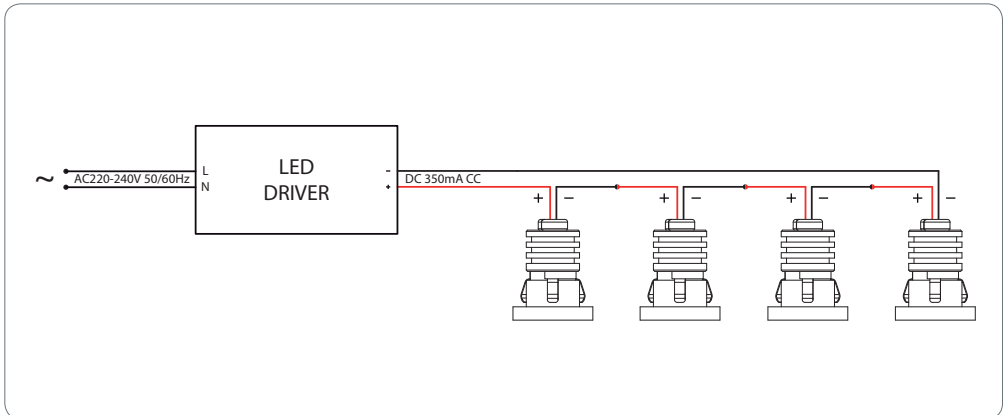 ~
AC220-240V 50/60Hz
L
N
LED
DRIVER
-
+
DC 350mA CC
+ −
+ −
+ −
+ −